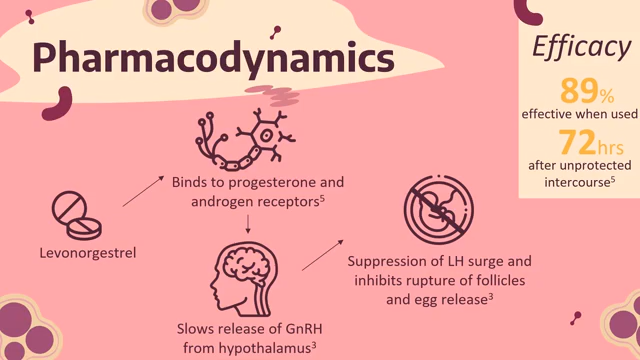 Pharmacodynamics
Efficacy
89%
effective when used
72hrs
after unprotected
intercourse⁵
Binds to progesterone and
androgen receptors⁵
Levonorgestrel
Suppression of LH surge and
inhibits rupture of follicles
and egg release³
Slows release of GnRH
from hypothalamus³